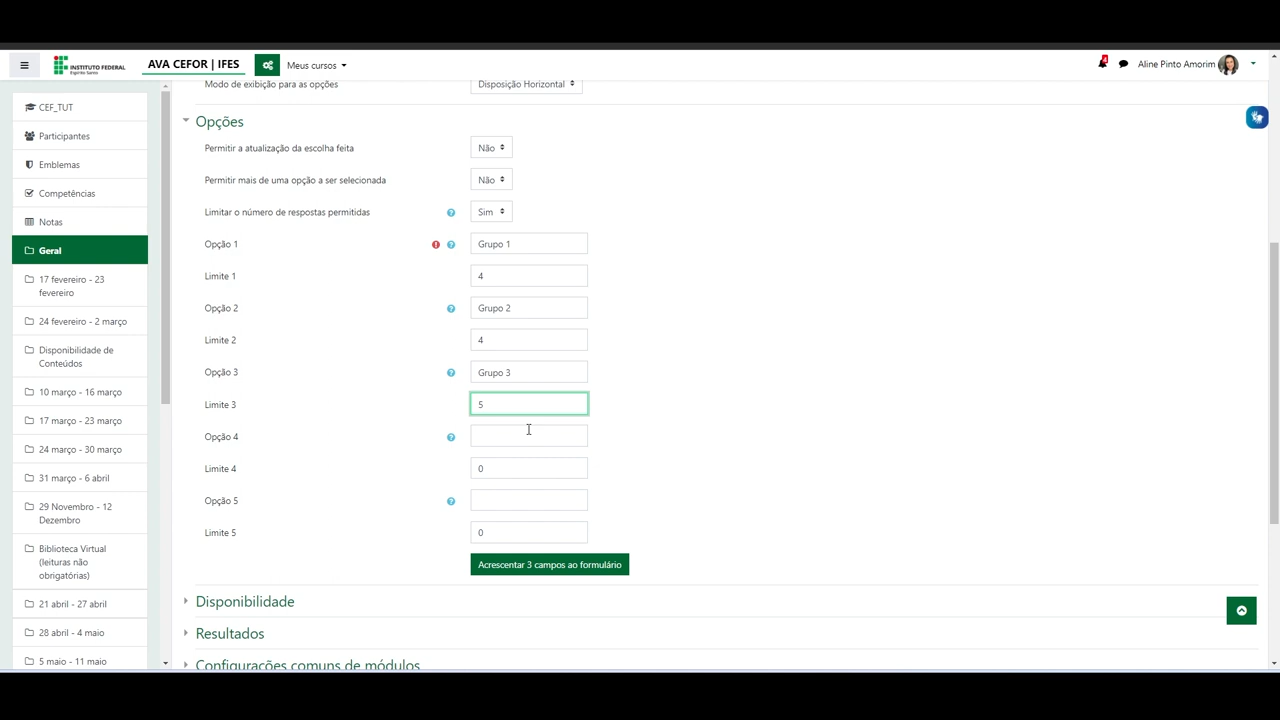 INSTITUTO FEDERAL
Espírito Santo
AVA CEFOR | IFES
Meus cursos
Aline Pinto Amorim
CEF_TUT
Participantes
Emblemas
Competências
Notas
Geral
17 fevereiro - 23
fevereiro
24 fevereiro - 2 março
Disponibilidade de
Conteúdos
10 março - 16 março
17 março - 23 março
24 março - 30 março
31 março - 6 abril
29 Novembro - 12
Dezembro
Biblioteca Virtual
(leituras não
obrigatórias)
21 abril - 27 abril
28 abril - 4 maio
5 maio - 11 maio
Modo de exibição para as opções
Disposição Horizontal
Opções
Permitir a atualização da escolha feita
Não
Permitir mais de uma opção a ser selecionada
Não
Limitar o número de respostas permitidas
Sim
Opção 1
Grupo 1
Limite 1
4
Opção 2
Grupo 2
Limite 2
4
Opção 3
Grupo 3
Limite 3
5
Opção 4
Limite 4
0
Opção 5
Limite 5
0
Acrescentar 3 campos ao formulário
Disponibilidade
Resultados
Configurações comuns de módulos